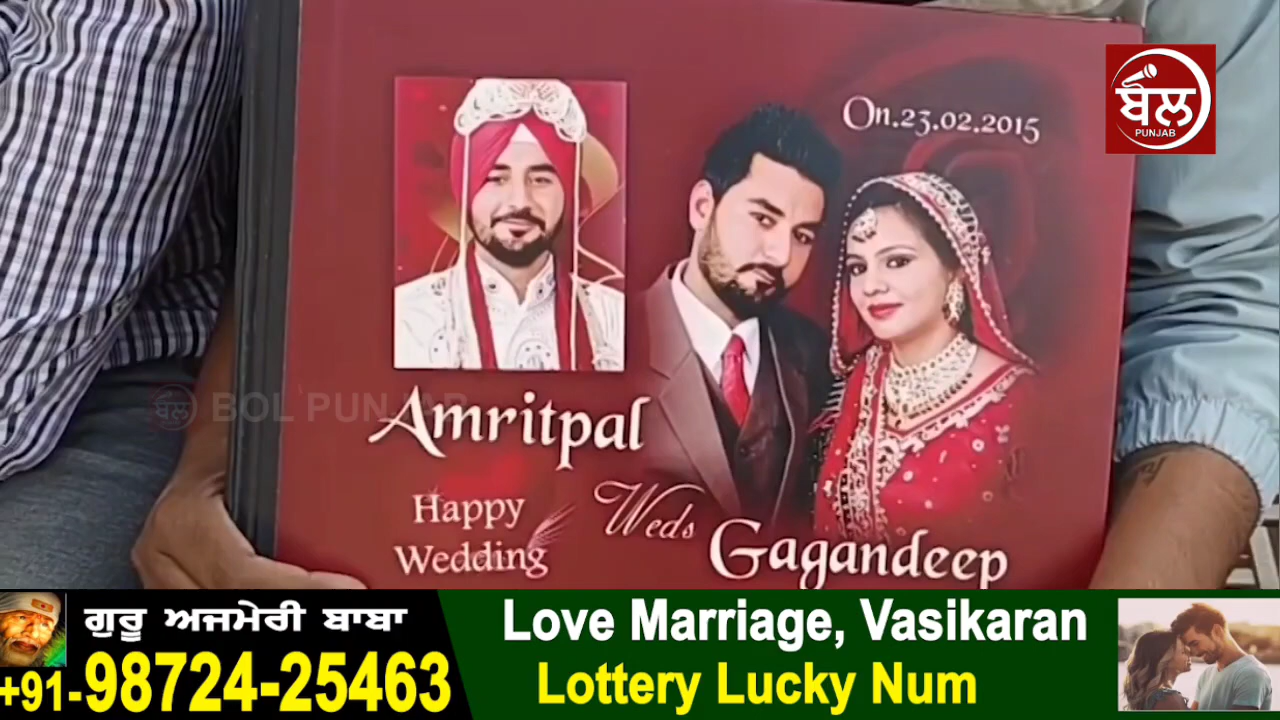 ਬੋਲ
PUNJAB
On.23.02.2015
ਬੋਲ BOL PUNJAB
Amritpal
Happy
Wedding
Weds
Gagandeep
ਗੁਰੂ ਅਜਮੇਰੀ ਬਾਬਾ
+91-98724-25463
Love Marriage, Vasikaran
Lottery Lucky Num